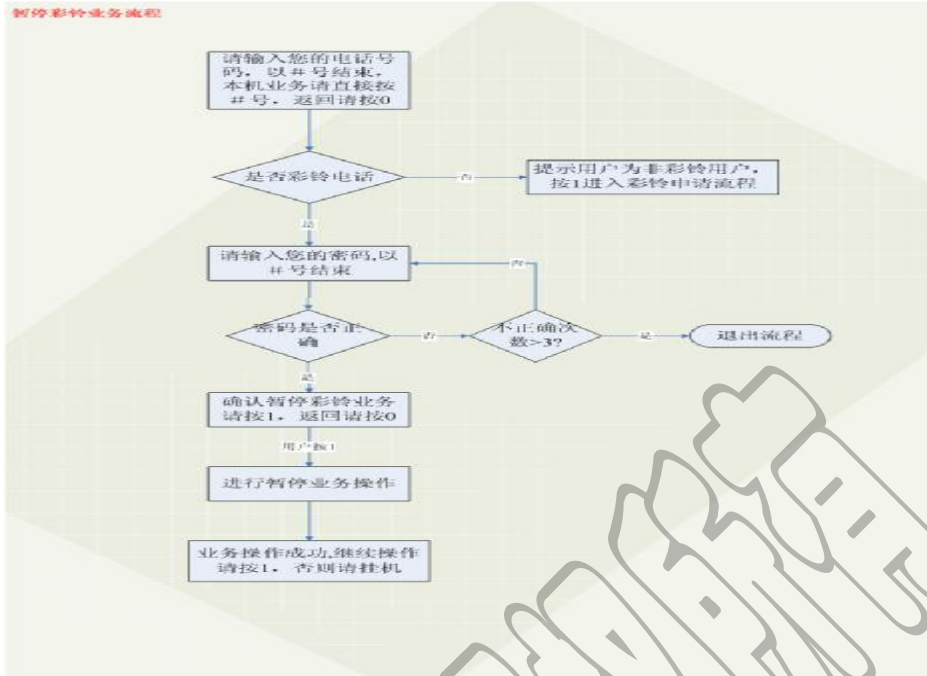 暂停彩铃业务流程
请输入您的电话号
码，以#号结束，
本机业务请直接按
#号，返回请按0
是否彩铃电话
否
提示用户为非彩铃用户，
按1进入彩铃申请流程
是
请输入您的密码,以
#号结束
否
密码是否正
确
否
不正确次
数>3?
是
退出流程
是
确认暂停彩铃业务
请按1，返回请按0
用户按1
进行暂停业务操作
业务操作成功,继续操作
请按1，否则请挂机